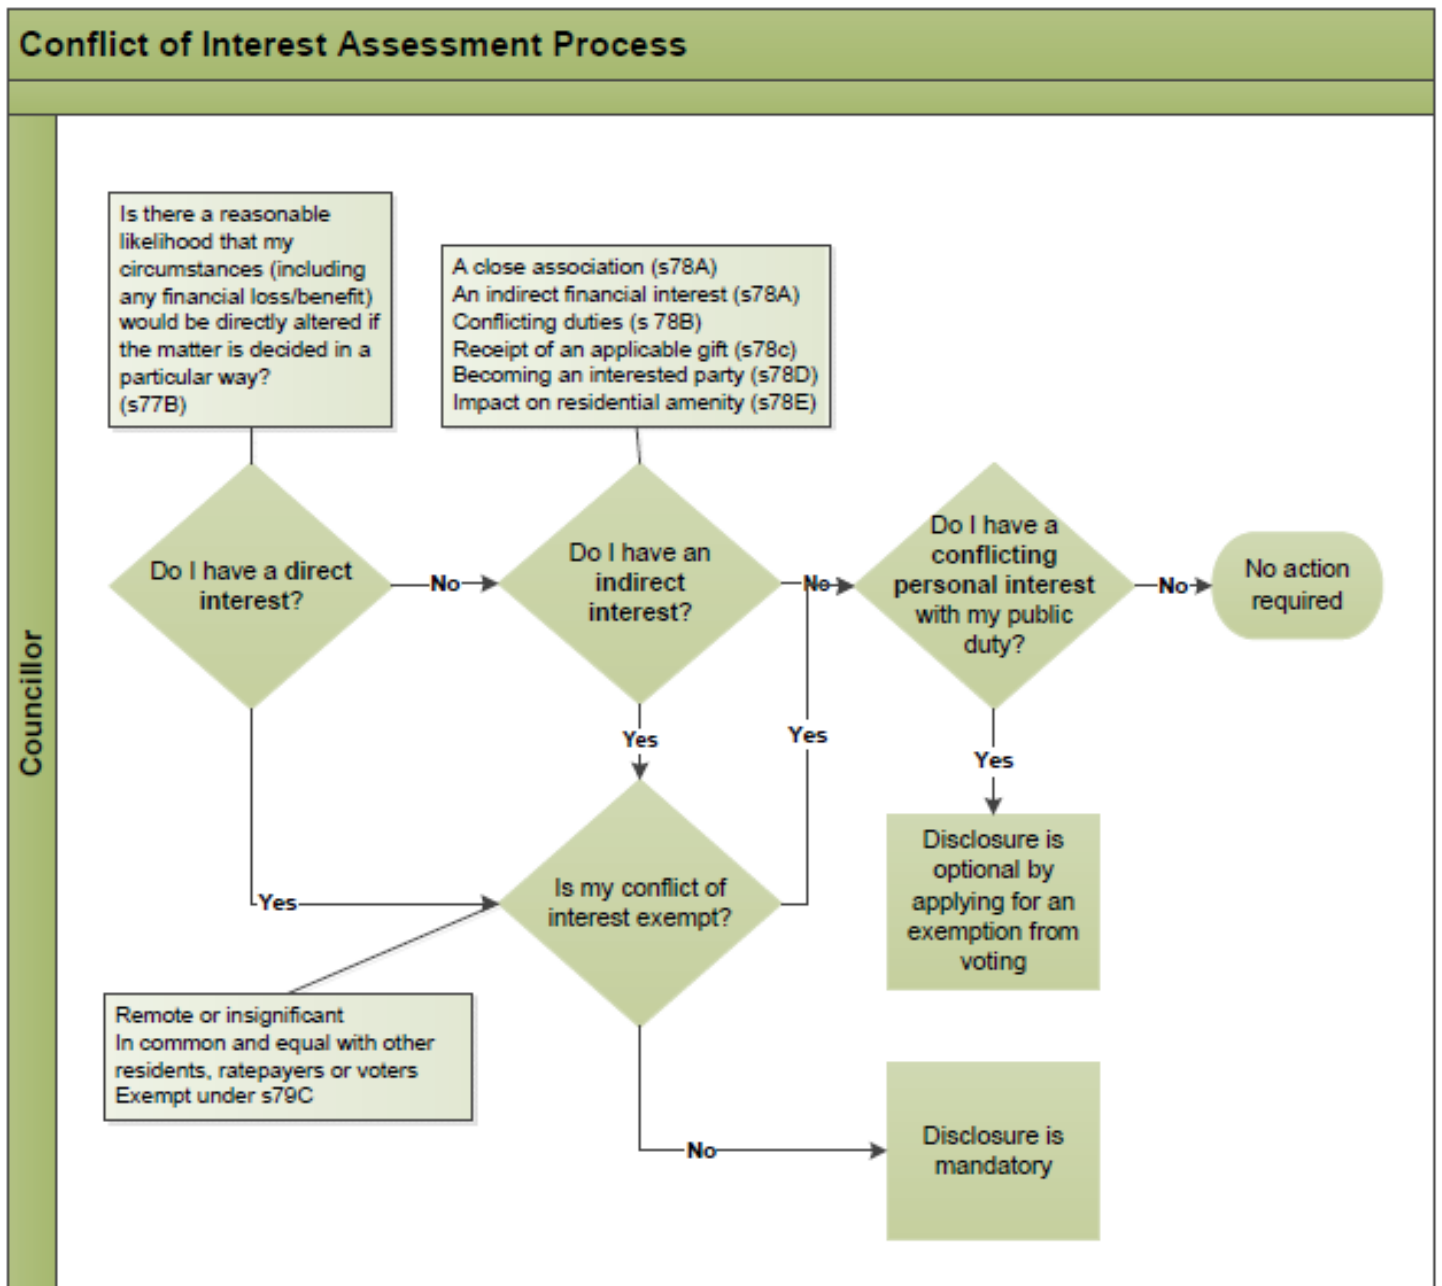 Conflict of Interest Assessment Process
Councillor
Is there a reasonable
likelihood that my
circumstances (including
any financial loss/benefit)
would be directly altered if
the matter is decided in a
particular way?
(s77B)
A close association (s78A)
An indirect financial interest (s78A)
Conflicting duties (s 78B)
Receipt of an applicable gift (s78c)
Becoming an interested party (s78D)
Impact on residential amenity (s78E)
Do I have a direct
interest?
No
Do I have an
indirect
interest?
No
Do I have a
conflicting
personal interest
with my public
duty?
No
No action
required
Yes
Yes
Yes
Yes
Is my conflict of
interest exempt?
Disclosure is
optional by
applying for an
exemption from
voting
Remote or insignificant
In common and equal with other
residents, ratepayers or voters
Exempt under s79C
No
Disclosure is
mandatory